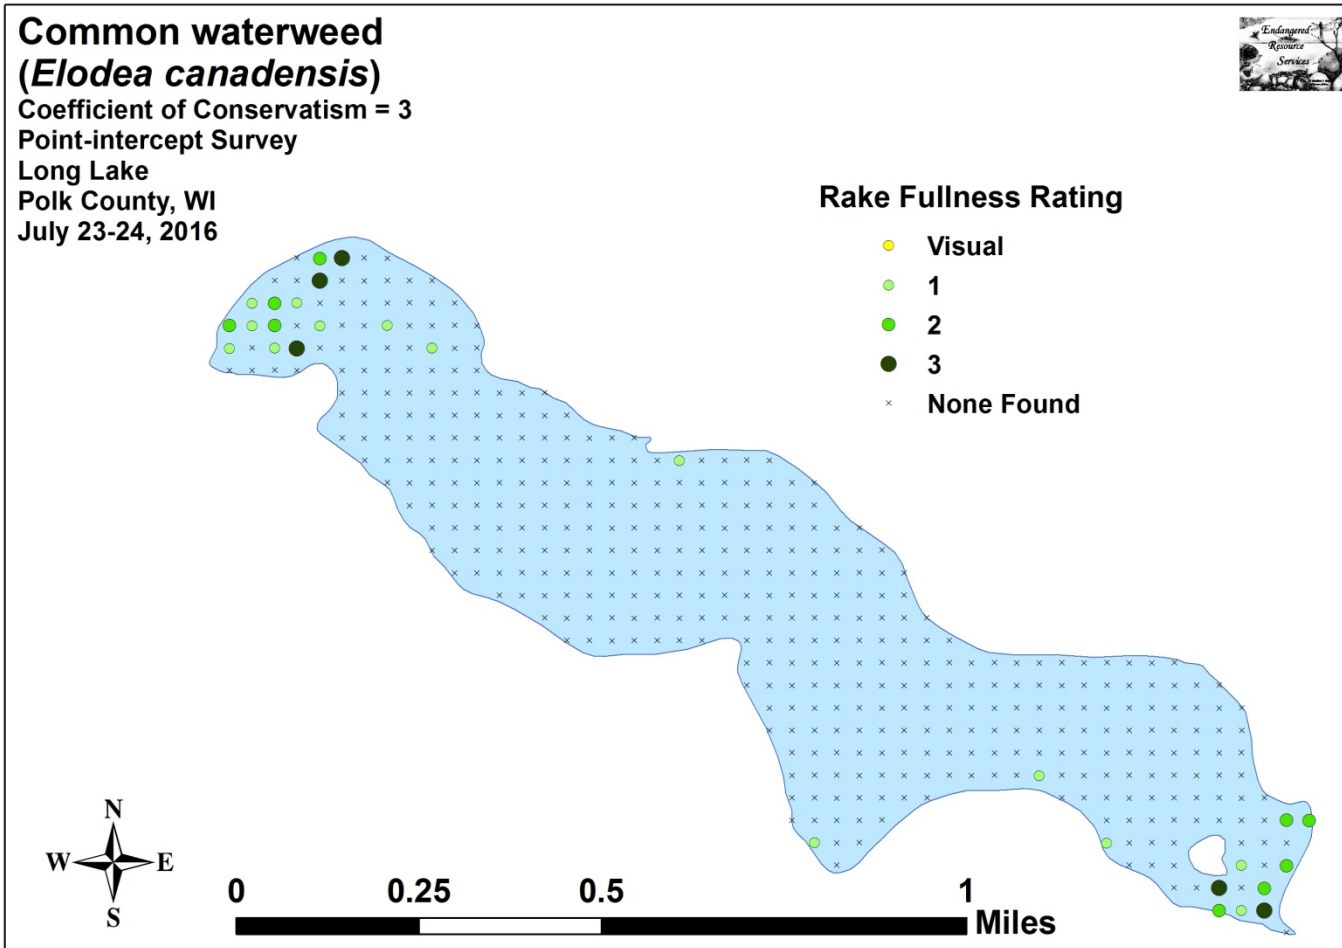 Common waterweed
(Elodea canadensis)
Coefficient of Conservatism = 3
Point-intercept Survey
Long Lake
Polk County, WI
July 23-24, 2016
Endangered
Resource
Services
Rake Fullness Rating
Visual
1
2
3
None Found
N
W E
S
0 0.25 0.5 1
Miles